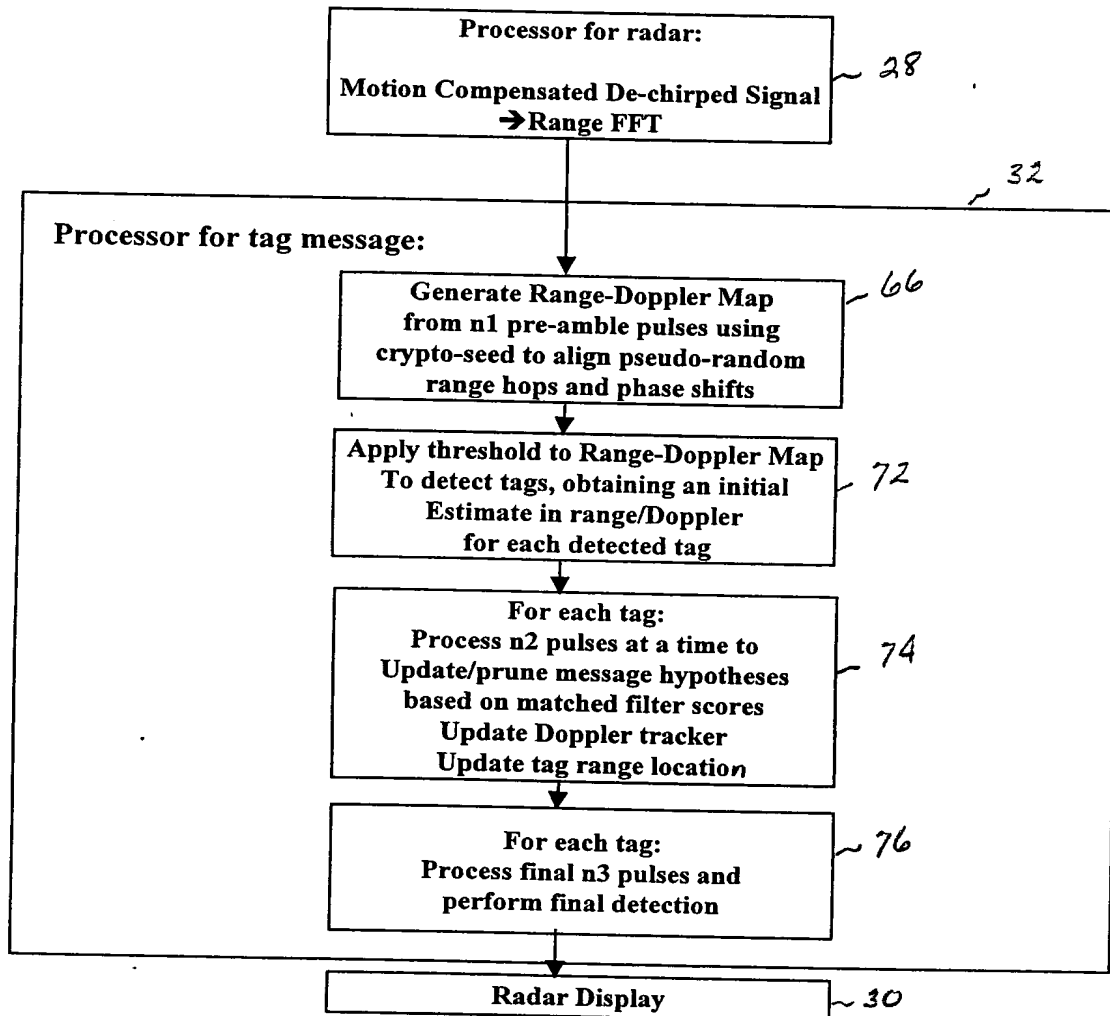 Processor for radar:
Motion Compensated De-chirped Signal
➔Range FFT
~ 28
~ 32
Processor for tag message:
Generate Range-Doppler Map
from n1 pre-amble pulses using
crypto-seed to align pseudo-random
range hops and phase shifts
~ 66
Apply threshold to Range-Doppler Map
To detect tags, obtaining an initial
Estimate in range/Doppler
for each detected tag
~ 72
For each tag:
Process n2 pulses at a time to
Update/prune message hypotheses
based on matched filter scores
Update Doppler tracker
Update tag range location
~ 74
For each tag:
Process final n3 pulses and
perform final detection
~ 76
Radar Display
~ 30